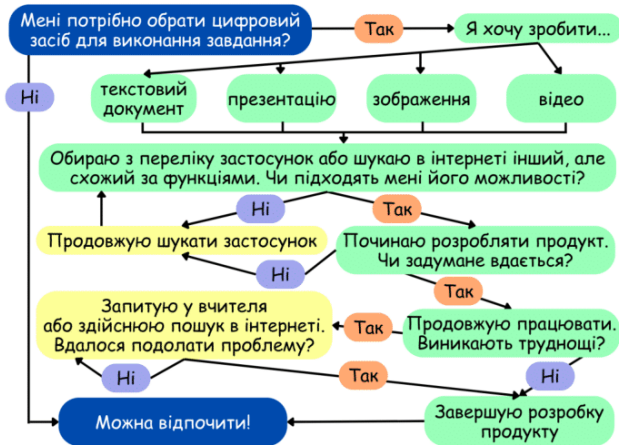 Мені потрібно обрати цифровий
засіб для виконання завдання?
Так
Я хочу зробити...
Ні
текстовий
документ
презентацію
зображення
відео
Обираю з переліку застосунок або шукаю в інтернеті інший, але
схожий за функціями. Чи підходять мені його можливості?
Ні
Так
Продовжую шукати застосунок
Починаю розробляти продукт.
Чи задумане вдається?
Ні
Так
Запитую у вчителя
або здійснюю пошук в інтернеті.
Вдалося подолати проблему?
Так
Продовжую працювати.
Виникають труднощі?
Ні
Так
Ні
Можна відпочити!
Завершую розробку
продукту